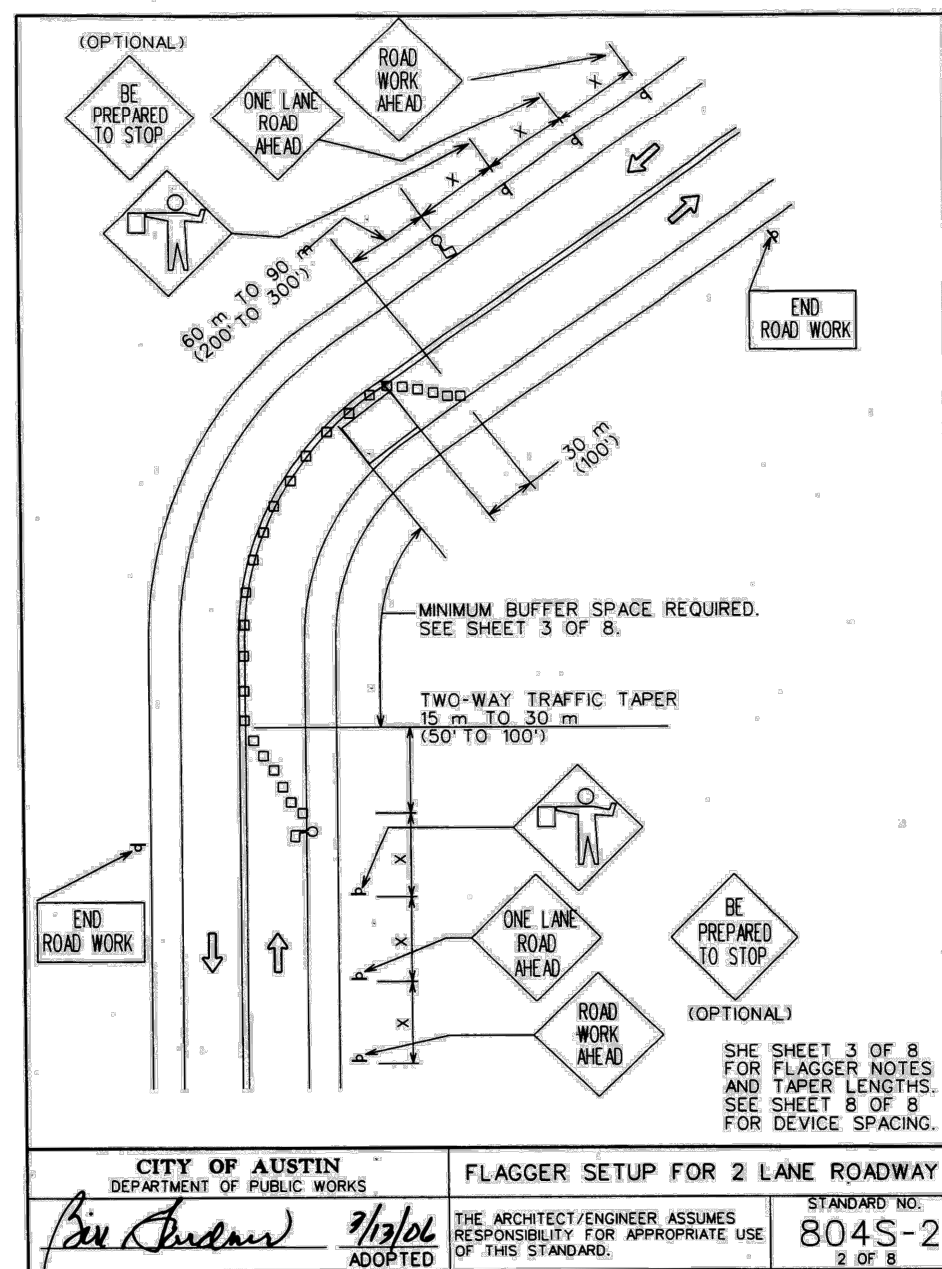 (OPTIONAL)
BE
PREPARED
TO STOP
ONE LANE
ROAD
AHEAD
ROAD
WORK
AHEAD
X
X
X
60 m TO 90 m
(200' TO 300')
END
ROAD WORK
30 m
(100')
MINIMUM BUFFER SPACE REQUIRED.
SEE SHEET 3 OF 8.
TWO-WAY TRAFFIC TAPER
15 m TO 30 m
(50' TO 100')
X
X
X
END
ROAD WORK
ONE LANE
ROAD
AHEAD
BE
PREPARED
TO STOP
(OPTIONAL)
ROAD
WORK
AHEAD
SHE SHEET 3 OF 8
FOR FLAGGER NOTES
AND TAPER LENGTHS.
SEE SHEET 8 OF 8
FOR DEVICE SPACING.
CITY OF AUSTIN
DEPARTMENT OF PUBLIC WORKS
FLAGGER SETUP FOR 2 LANE ROADWAY
Bill
ADOPTED
THE ARCHITECT/ENGINEER ASSUMES
RESPONSIBILITY FOR APPROPRIATE USE
OF THIS STANDARD.
STANDARD NO.
804S-2
2 OF 8